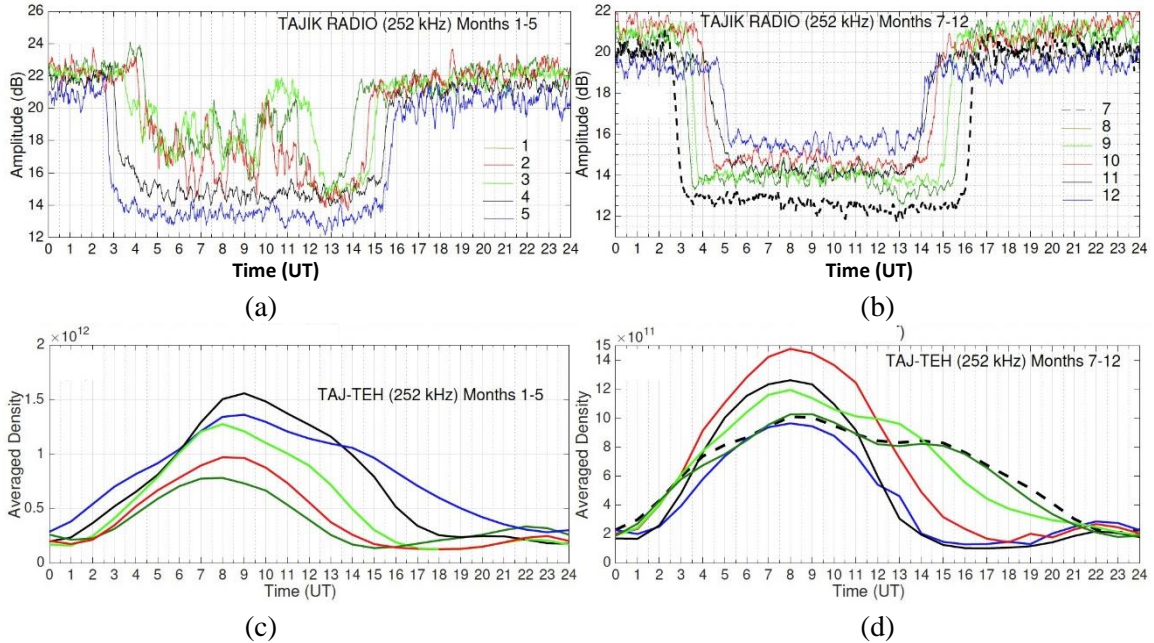 TAJIK RADIO (252 kHz) Months 1-5
Amplitude (dB)
26
24
22
20
18
16
14
12
1
2
3
4
5
0 1 2 3 4 5 6 7 8 9 10 11 12 13 14 15 16 17 18 19 20 21 22 23 24
Time (UT)
(a)
TAJIK RADIO (252 kHz) Months 7-12
Amplitude (dB)
22
20
18
16
14
12
7
8
9
10
11
12
0 1 2 3 4 5 6 7 8 9 10 11 12 13 14 15 16 17 18 19 20 21 22 23 24
Time (UT)
(b)
×10¹²
TAJ-TEH (252 kHz) Months 1-5
Averaged Density
2
1.5
1
0.5
0
0 1 2 3 4 5 6 7 8 9 10 11 12 13 14 15 16 17 18 19 20 21 22 23 24
Time (UT)
(c)
×10¹¹
)
TAJ-TEH (252 kHz) Months 7-12
Averaged Density
15
14
12
10
8
6
4
2
0
0 1 2 3 4 5 6 7 8 9 10 11 12 13 14 15 16 17 18 19 20 21 22 23 24
Time (UT)
(d)